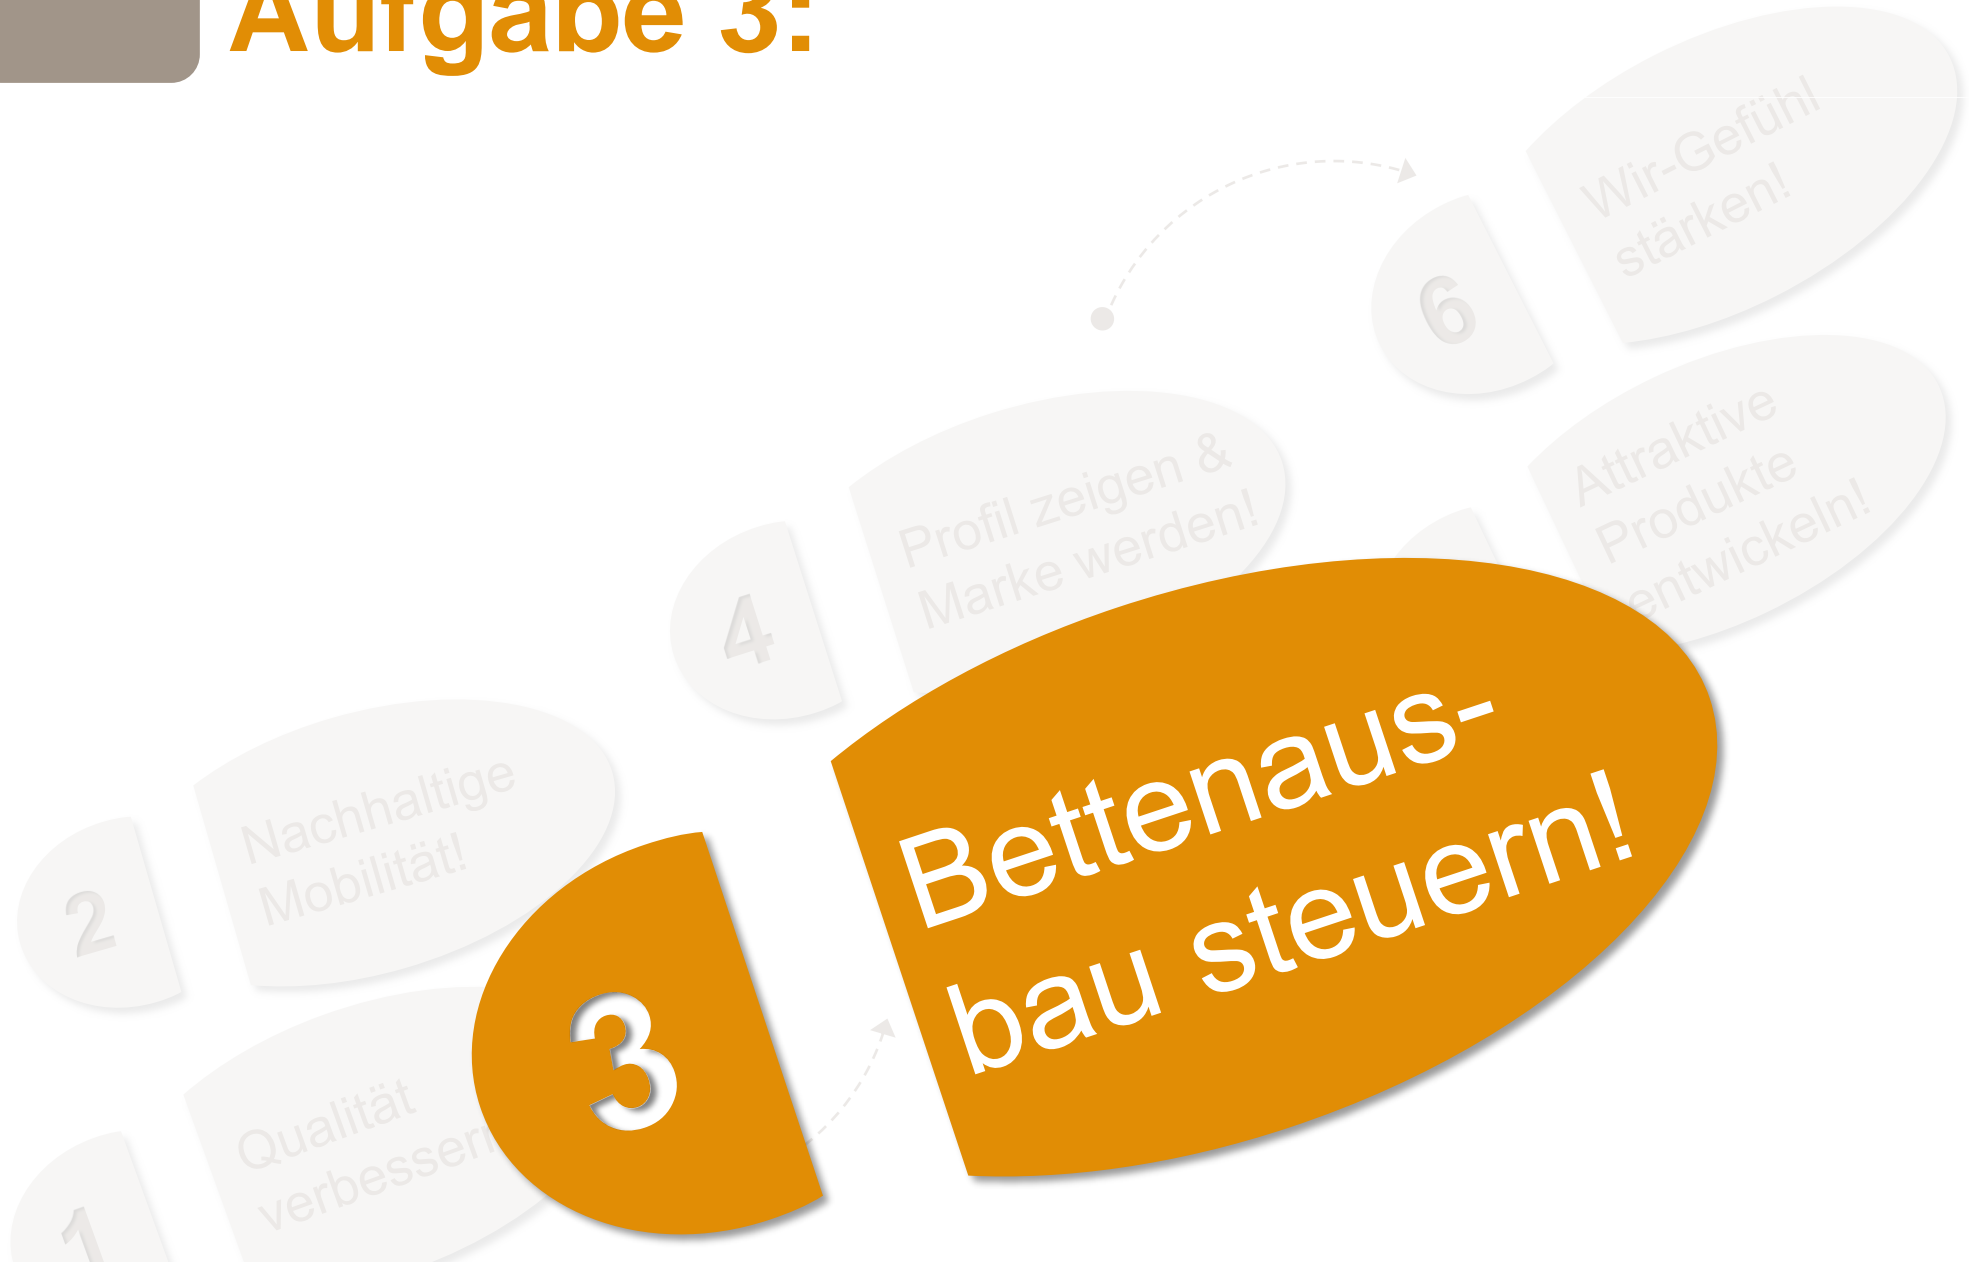 Aufgabe 3:
Wir-Gefühl
stärken!
6
Attraktive
Produkte
entwickeln!
Profil zeigen &
Marke werden!
4
Bettenaus-
bau steuern!
3
Nachhaltige
Mobilität!
2
Qualität
verbessern
1